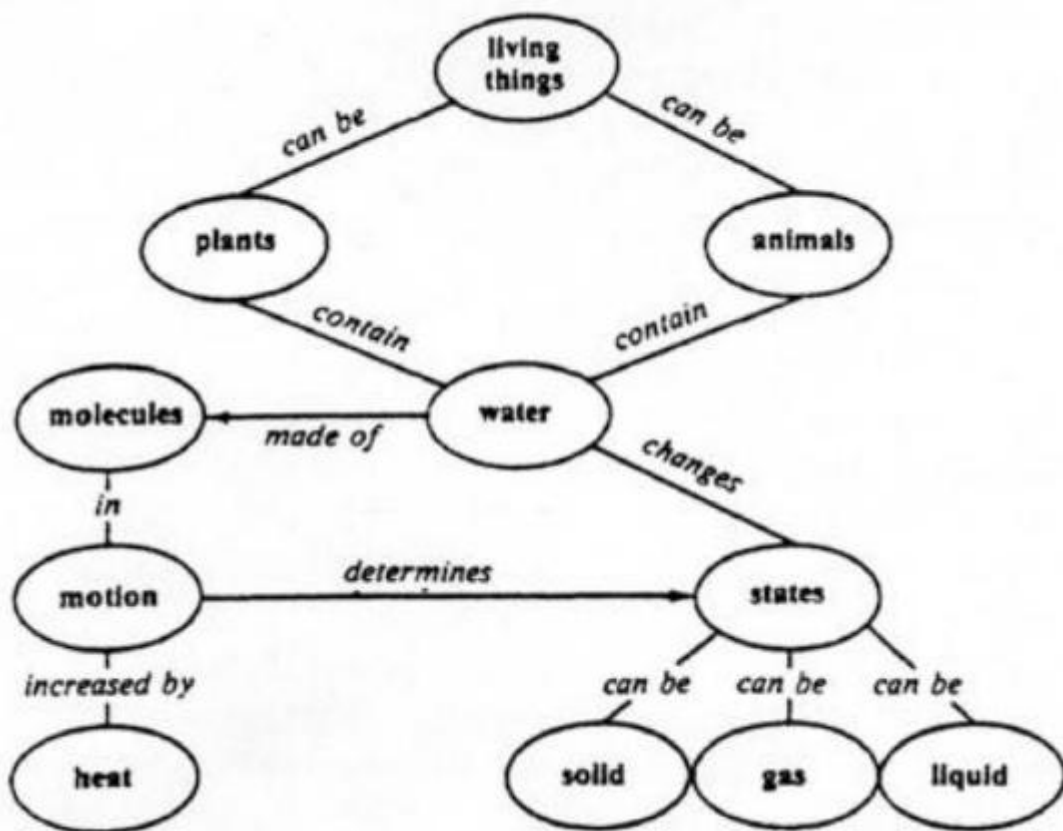 living
things
can be
can be
plants
animals
contain
contain
molecules
water
made of
changes
in
motion
determines
states
increased by
can be
can be
can be
heat
solid
gas
liquid